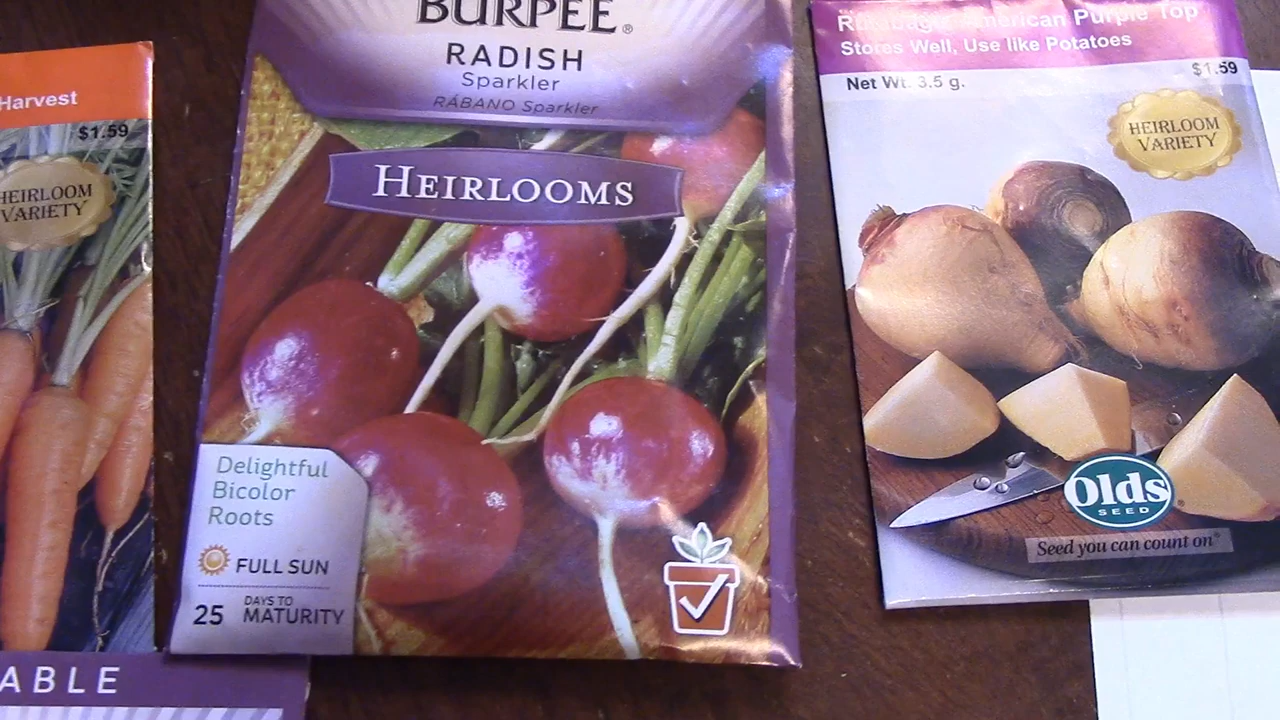 Harvest
$1.59
HEIRLOOM
VARIETY
ABLE
BURPEE®
RADISH
Sparkler
RÁBANO Sparkler
HEIRLOOMS
Delightful
Bicolor
Roots
FULL SUN
25 DAYS TO
MATURITY
American Purple Top
Stores Well, Use like Potatoes
Net Wt. 3.5 g.
$1.59
HEIRLOOM
VARIETY
Olds
SEED
Seed you can count on®